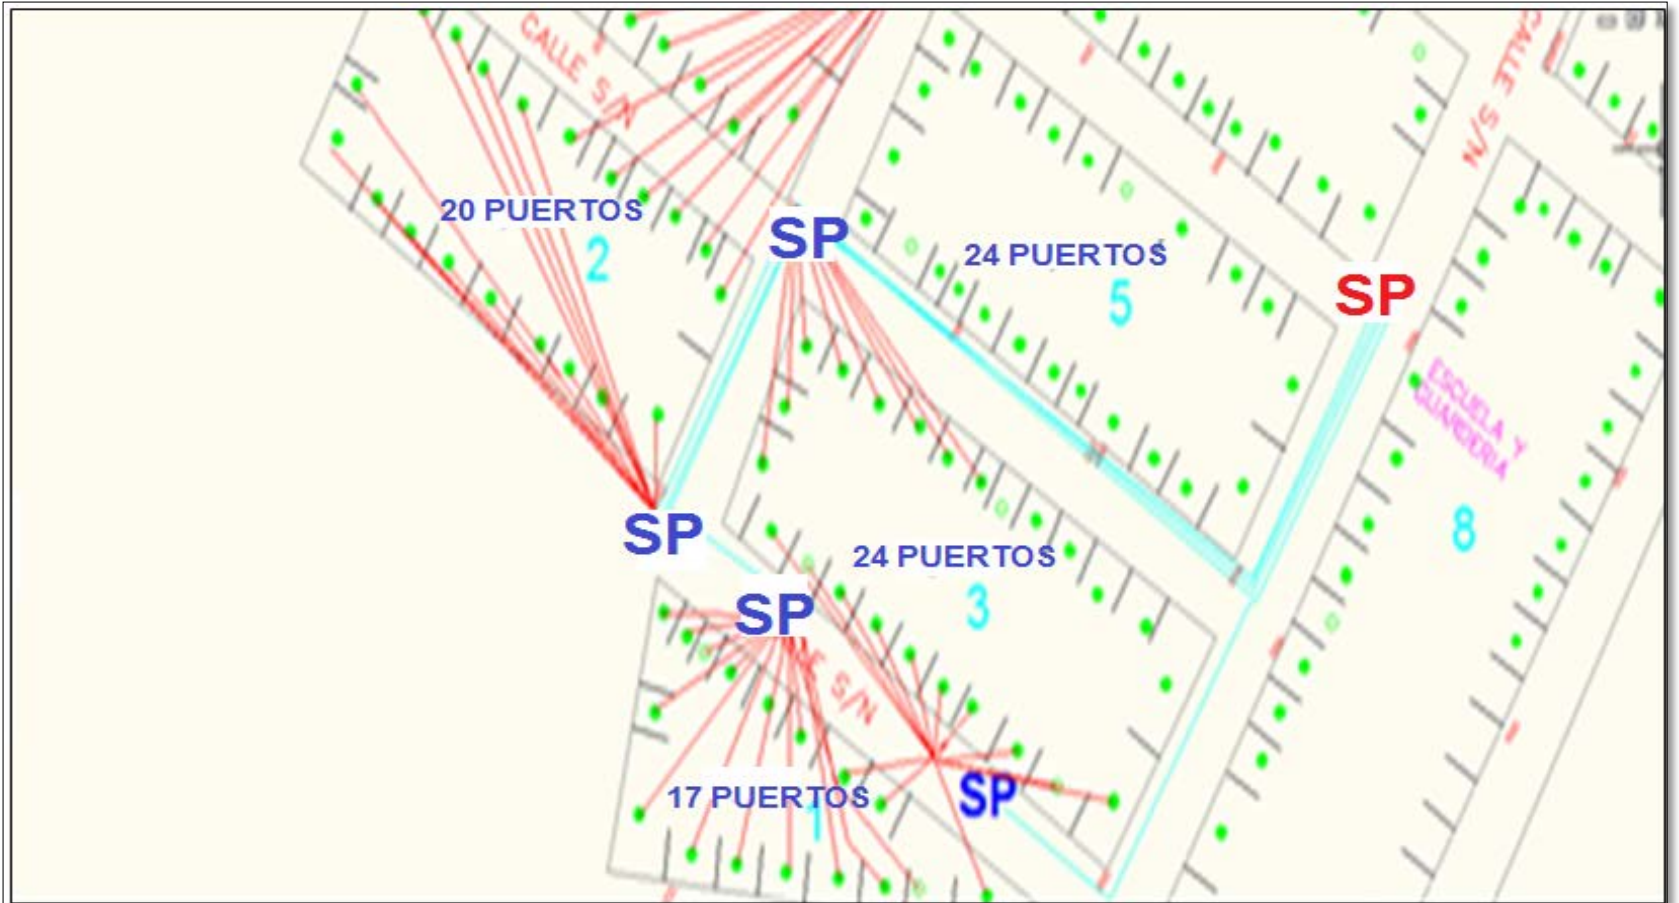 CALLE S/N
CALLE S/N
20 PUERTOS
2
SP
24 PUERTOS
5
SP
ESCUELA Y
GUARDERIA
8
SP
24 PUERTOS
3
SP
E S/N
17 PUERTOS
1
SP